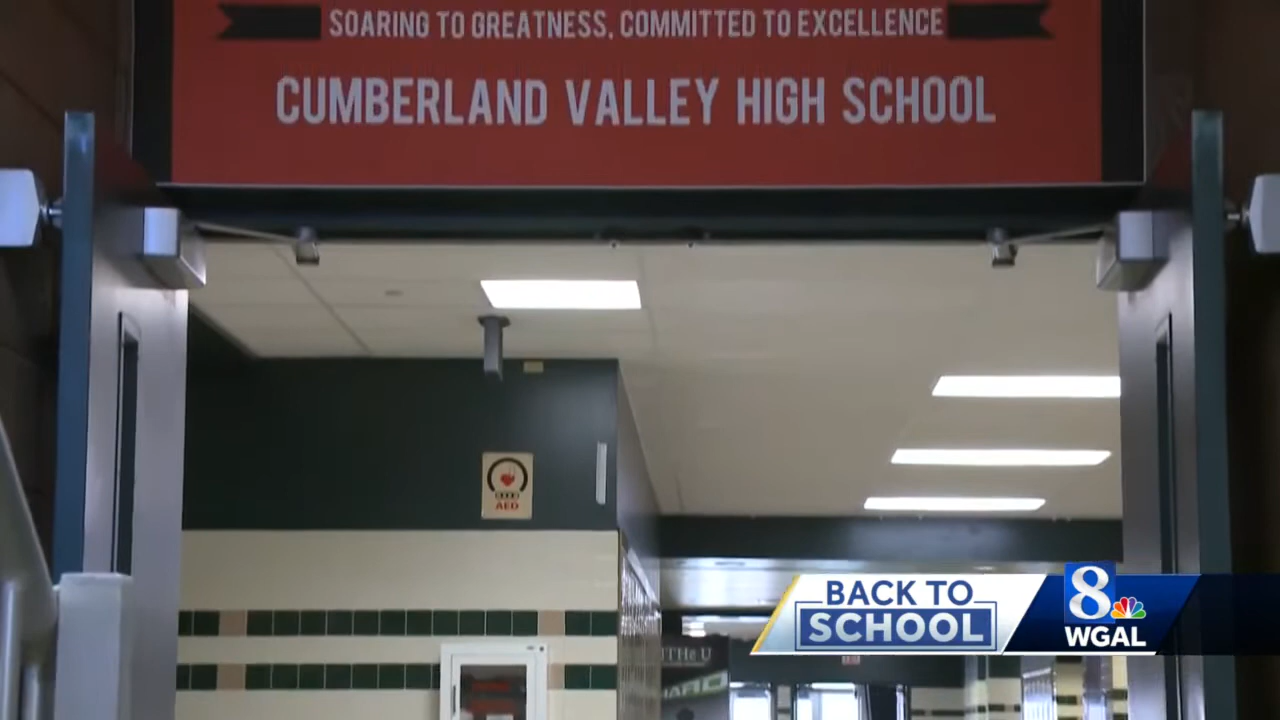 SOARING TO GREATNESS, COMMITTED TO EXCELLENCE
CUMBERLAND VALLEY HIGH SCHOOL
AED
BACK TO
SCHOOL
8
WGAL